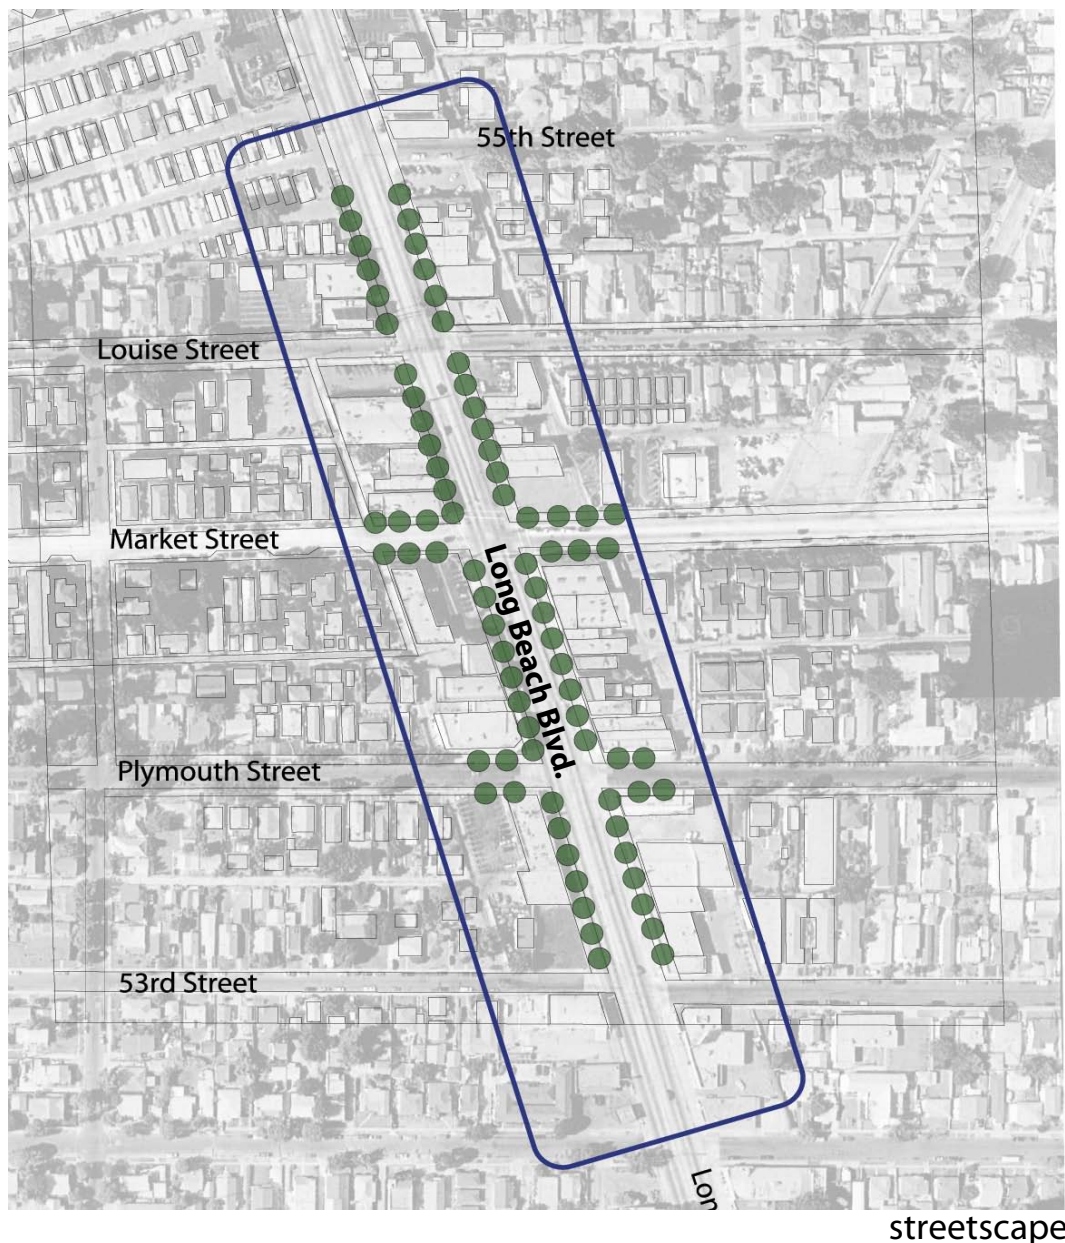 55th Street
Louise Street
Market Street
Long Beach Blvd.
Plymouth Street
53rd Street
Lon
streetscape